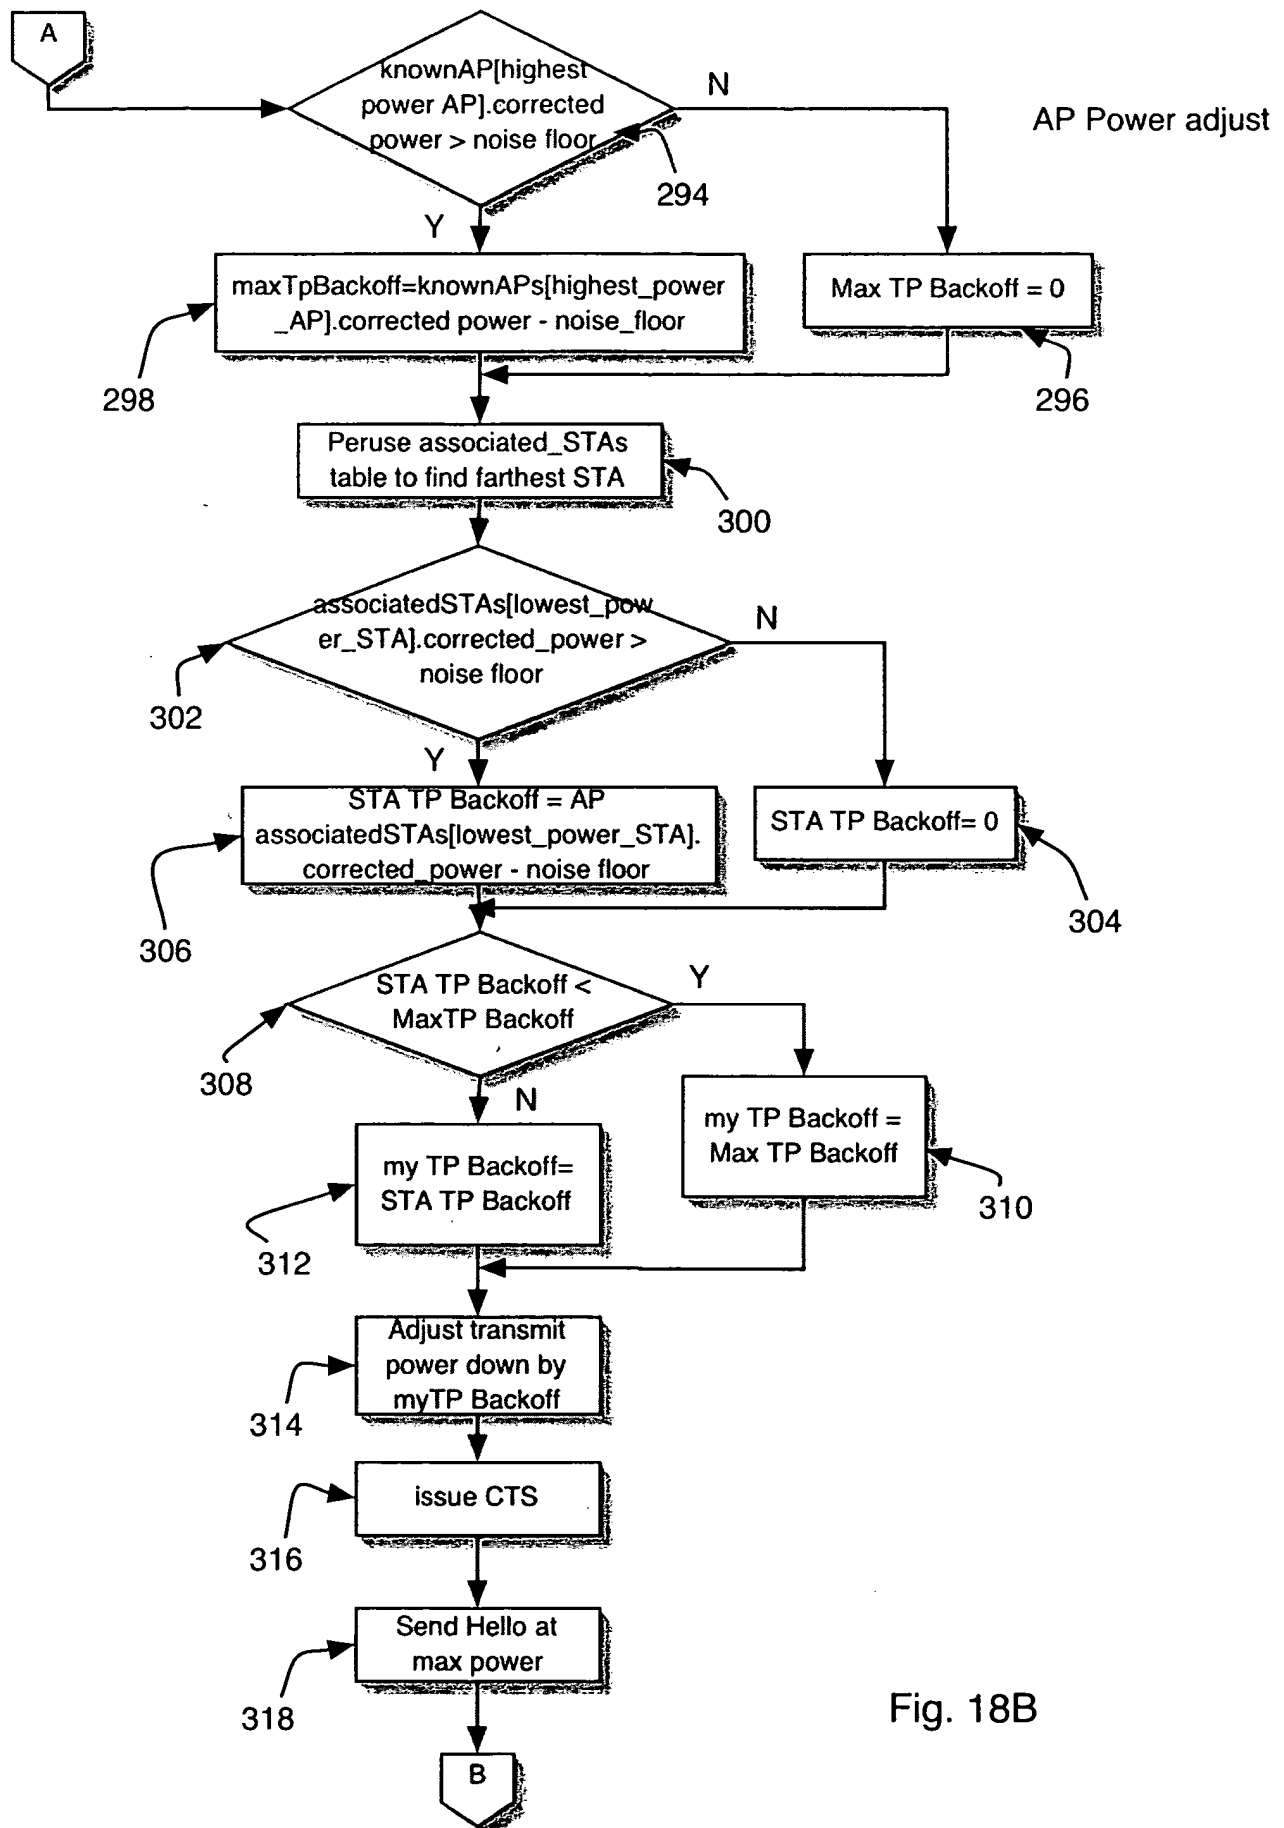 A
knownAP[highest
power AP].corrected
power > noise floor
N
AP Power adjust
294
Y
maxTpBackoff=knownAPs[highest_power
_AP].corrected power - noise_floor
Max TP Backoff = 0
298
296
Peruse associated_STAs
table to find farthest STA
300
associatedSTAs[lowest_pow
er_STA].corrected_power >
noise floor
N
302
Y
STA TP Backoff = AP
associatedSTAs[lowest_power_STA].
corrected_power - noise floor
STA TP Backoff= 0
306
304
STA TP Backoff <
MaxTP Backoff
Y
308
N
my TP Backoff =
Max TP Backoff
my TP Backoff=
STA TP Backoff
310
312
Adjust transmit
power down by
myTP Backoff
314
issue CTS
316
Send Hello at
max power
318
Fig. 18B
B